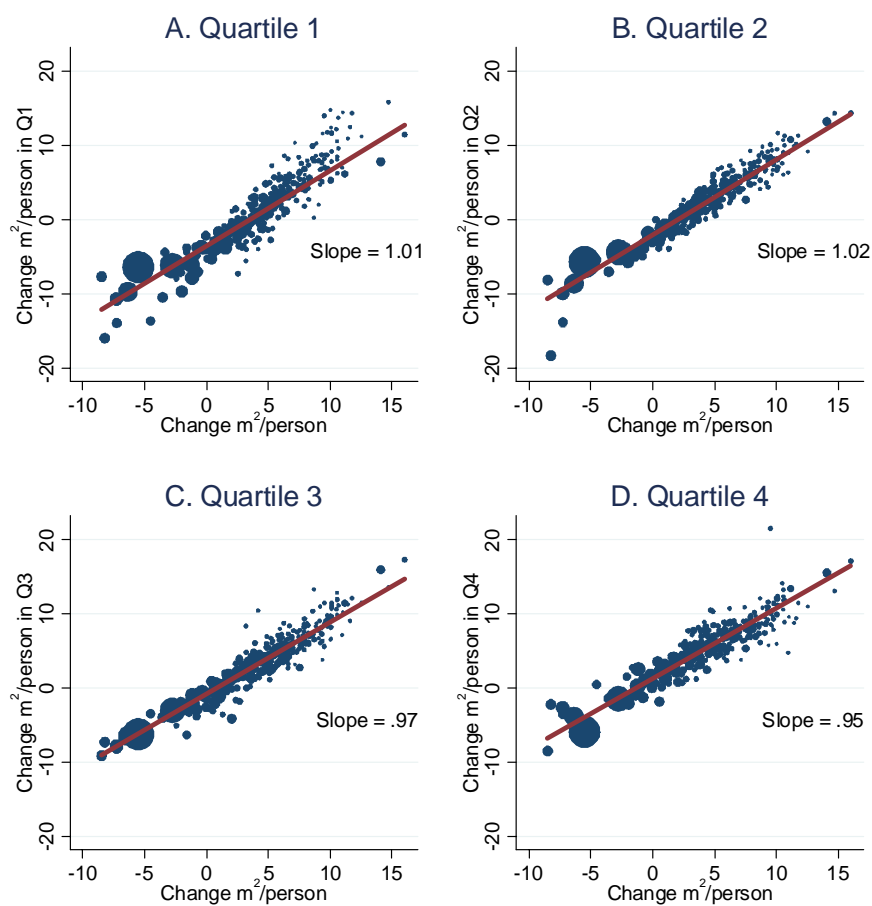 A. Quartile 1
Change m²/person in Q1
20
10
0
-10
-20
Slope = 1.01
-10 -5 0 5 10 15
Change m²/person
B. Quartile 2
Change m²/person in Q2
20
10
0
-10
-20
Slope = 1.02
-10 -5 0 5 10 15
Change m²/person
C. Quartile 3
Change m²/person in Q3
20
10
0
-10
-20
Slope = .97
-10 -5 0 5 10 15
Change m²/person
D. Quartile 4
Change m²/person in Q4
20
10
0
-10
-20
Slope = .95
-10 -5 0 5 10 15
Change m²/person